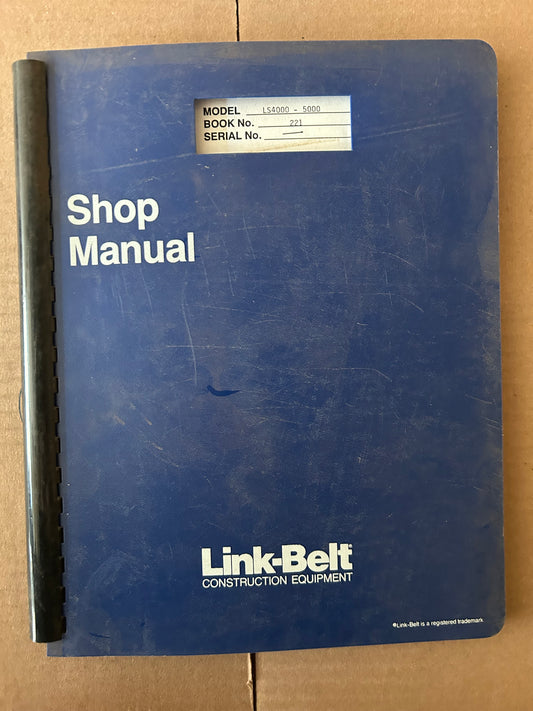 MODEL LS4000 - 5000
BOOK No. 221
SERIAL No. —
Shop
Manual
Link-Belt®
CONSTRUCTION EQUIPMENT
®Link-Belt is a registered trademark